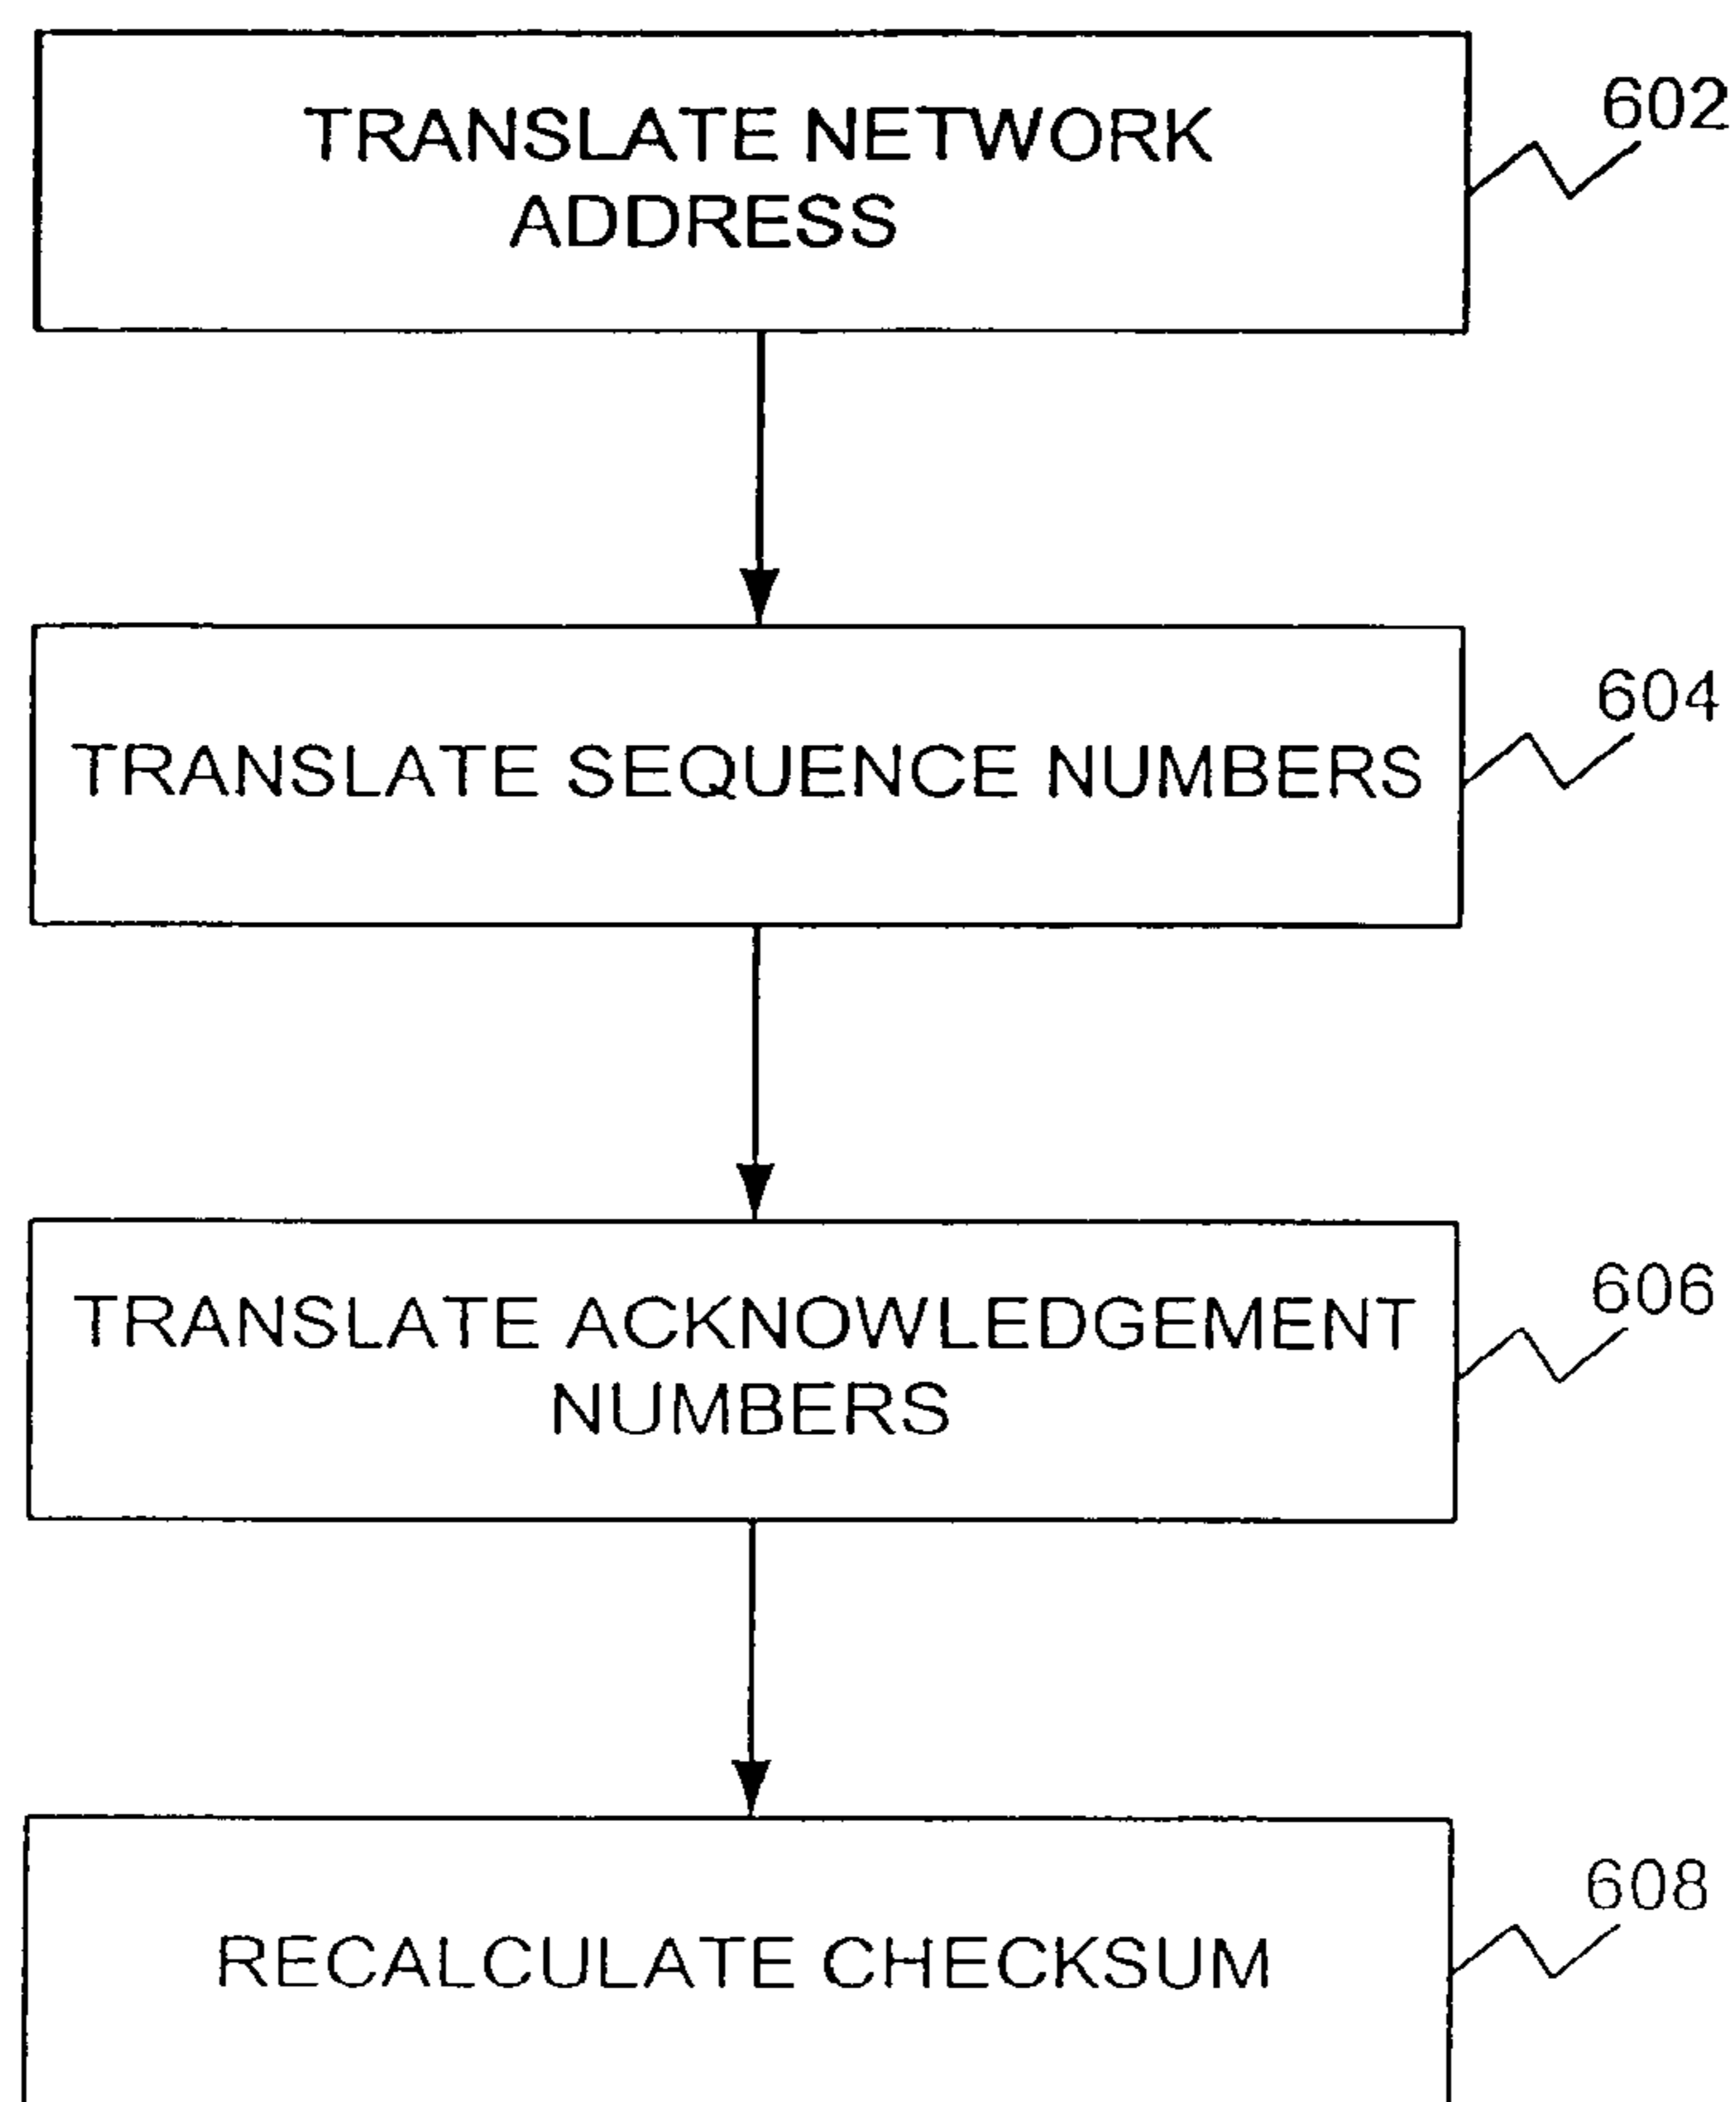 TRANSLATE NETWORK
ADDRESS
602
TRANSLATE SEQUENCE NUMBERS
604
TRANSLATE ACKNOWLEDGEMENT
NUMBERS
606
RECALCULATE CHECKSUM
608